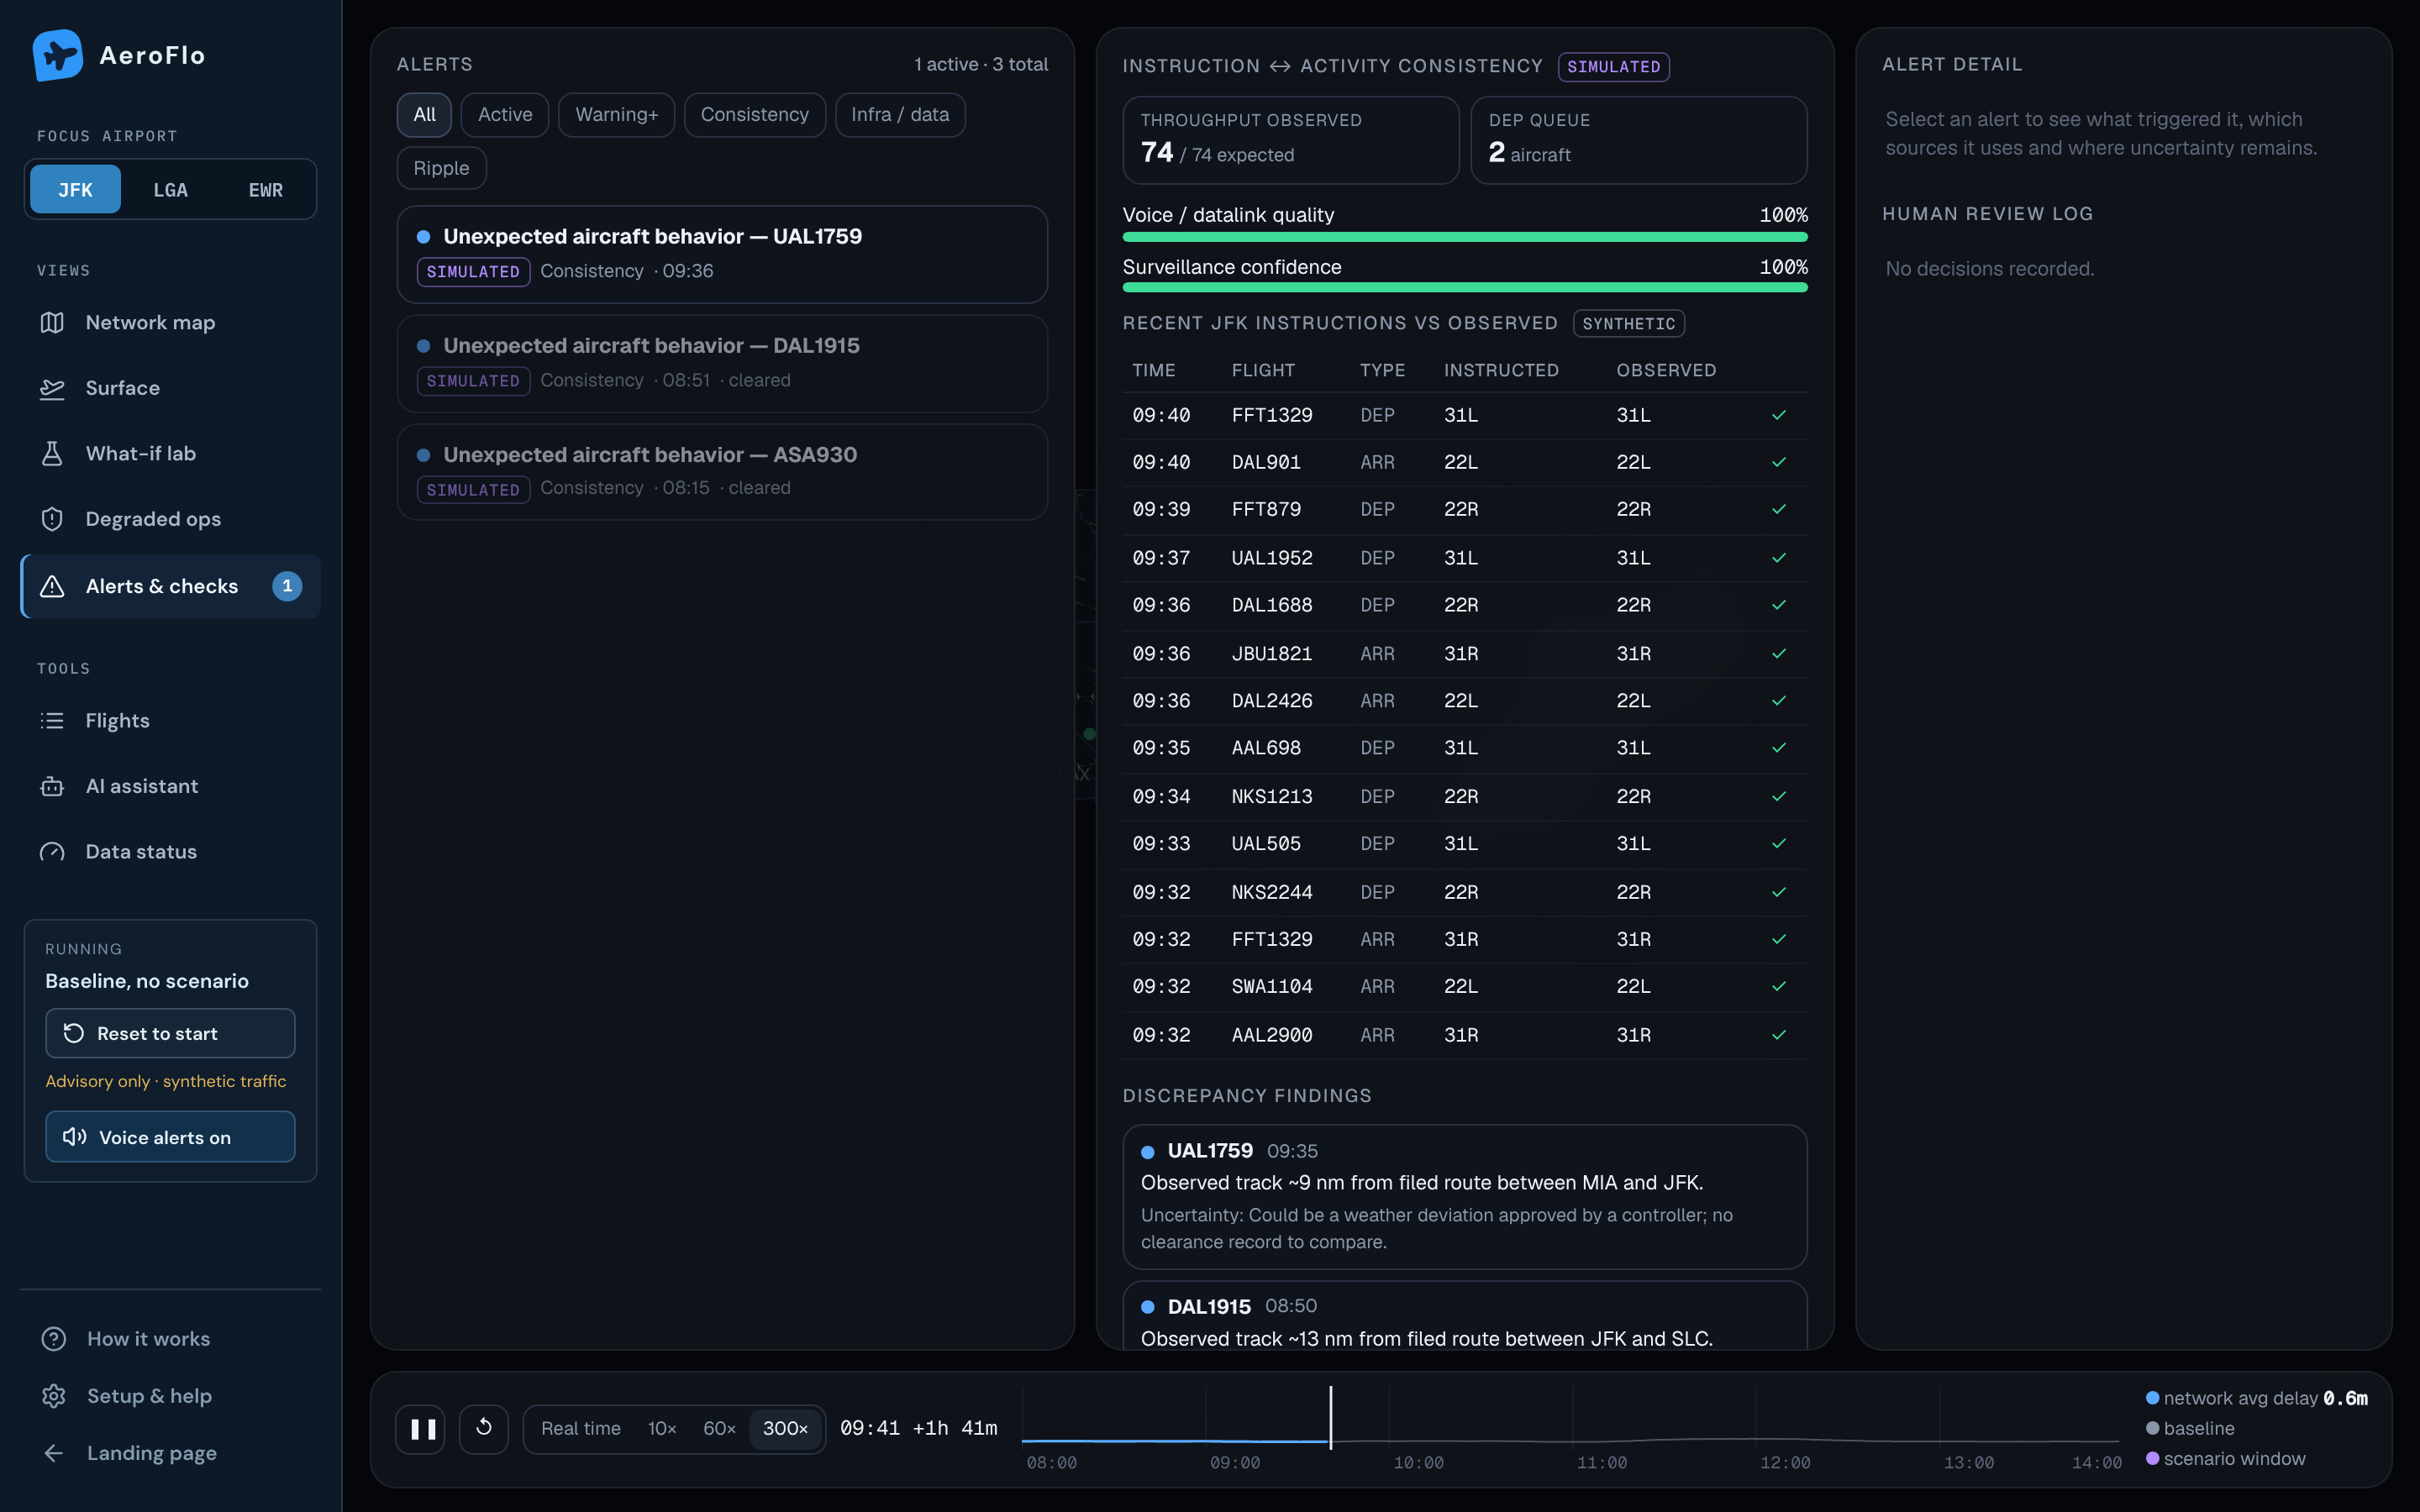 AeroFlo
FOCUS AIRPORT
JFK LGA EWR
VIEWS
Network map
Surface
What-if lab
Degraded ops
Alerts & checks 1
TOOLS
Flights
AI assistant
Data status
RUNNING
Baseline, no scenario
Reset to start
Advisory only · synthetic traffic
Voice alerts on
How it works
Setup & help
Landing page
ALERTS 1 active · 3 total
All Active Warning+ Consistency Infra / data
Ripple
Unexpected aircraft behavior — UAL1759
SIMULATED Consistency · 09:36
Unexpected aircraft behavior — DAL1915
SIMULATED Consistency · 08:51 · cleared
Unexpected aircraft behavior — ASA930
SIMULATED Consistency · 08:15 · cleared
INSTRUCTION ↔ ACTIVITY CONSISTENCY SIMULATED
THROUGHPUT OBSERVED
74 / 74 expected
DEP QUEUE
2 aircraft
Voice / datalink quality 100%
Surveillance confidence 100%
RECENT JFK INSTRUCTIONS VS OBSERVED SYNTHETIC
TIME FLIGHT TYPE INSTRUCTED OBSERVED
09:40 FFT1329 DEP 31L 31L ✓
09:40 DAL901 ARR 22L 22L ✓
09:39 FFT879 DEP 22R 22R ✓
09:37 UAL1952 DEP 31L 31L ✓
09:36 DAL1688 DEP 22R 22R ✓
09:36 JBU1821 ARR 31R 31R ✓
09:36 DAL2426 ARR 22L 22L ✓
09:35 AAL698 DEP 31L 31L ✓
09:34 NKS1213 DEP 22R 22R ✓
09:33 UAL505 DEP 31L 31L ✓
09:32 NKS2244 DEP 22R 22R ✓
09:32 FFT1329 ARR 31R 31R ✓
09:32 SWA1104 ARR 22L 22L ✓
09:32 AAL2900 ARR 31R 31R ✓
DISCREPANCY FINDINGS
UAL1759 09:35
Observed track ~9 nm from filed route between MIA and JFK.
Uncertainty: Could be a weather deviation approved by a controller; no
clearance record to compare.
DAL1915 08:50
Observed track ~13 nm from filed route between JFK and SLC.
ALERT DETAIL
Select an alert to see what triggered it, which
sources it uses and where uncertainty remains.
HUMAN REVIEW LOG
No decisions recorded.
Real time 10× 60× 300× 09:41 +1h 41m
08:00 09:00 10:00 11:00 12:00 13:00 14:00
network avg delay 0.6m
baseline
scenario window